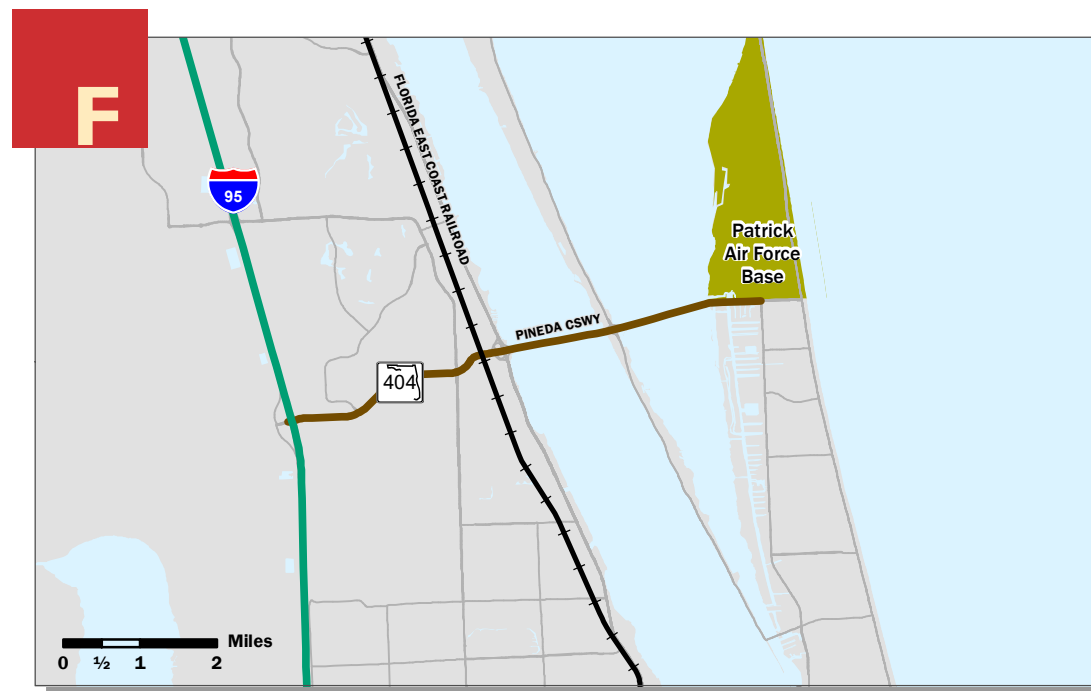 F
FLORIDA EAST COAST RAILROAD
95
Patrick
Air Force
Base
PINEDA CSWY
404
Miles
0 ½ 1 2